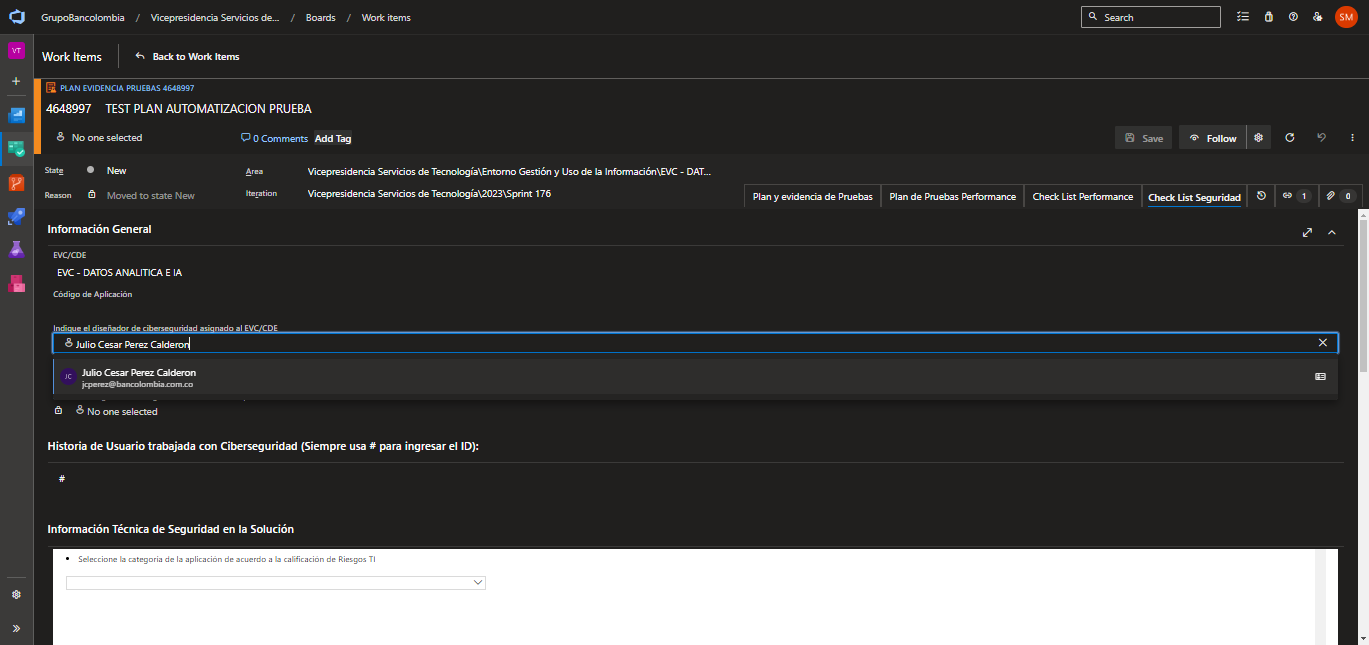 GrupoBancolombia / Vicepresidencia Servicios de... / Boards / Work items
Search
SM
VT
Work Items
Back to Work Items
PLAN EVIDENCIA PRUEBAS 4648997
4648997 TEST PLAN AUTOMATIZACION PRUEBA
No one selected
0 Comments
Add Tag
Save
Follow
State
New
Area
Vicepresidencia Servicios de Tecnología\Entorno Gestión y Uso de la Información\EVC - DAT...
Reason
Moved to state New
Iteration
Vicepresidencia Servicios de Tecnología\2023\Sprint 176
Plan y evidencia de Pruebas
Plan de Pruebas Performance
Check List Performance
Check List Seguridad
1
0
Información General
EVC/CDE
EVC - DATOS ANALITICA E IA
Código de Aplicación
Indique el diseñador de ciberseguridad asignado al EVC/CDE
Julio Cesar Perez Calderon
JC
Julio Cesar Perez Calderon
jcperez@bancolombia.com.co
No one selected
Historia de Usuario trabajada con Ciberseguridad (Siempre usa # para ingresar el ID):
#
Información Técnica de Seguridad en la Solución
• Seleccione la categoria de la aplicación de acuerdo a la calificación de Riesgos TI